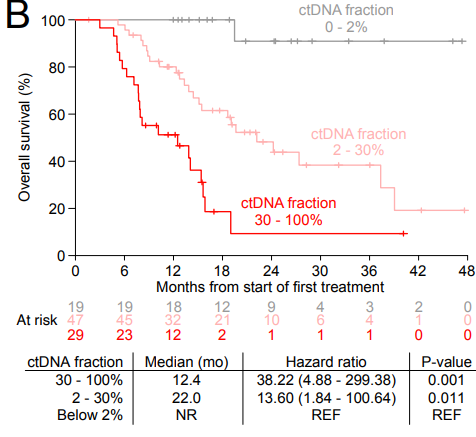 B
ctDNA fraction
0 - 2%
100
80
60
40
20
0
Overall survival (%)
ctDNA fraction
2 - 30%
ctDNA fraction
30 - 100%
0 6 12 18 24 30 36 42 48
Months from start of first treatment
At risk
19 19 18 12 9 4 3 2 0
47 45 32 21 10 6 4 1 0
29 23 12 2 1 1 1 0 0
ctDNA fraction Median (mo) Hazard ratio P-value
30 - 100% 12.4 38.22 (4.88 - 299.38) 0.001
2 - 30% 22.0 13.60 (1.84 - 100.64) 0.011
Below 2% NR REF REF